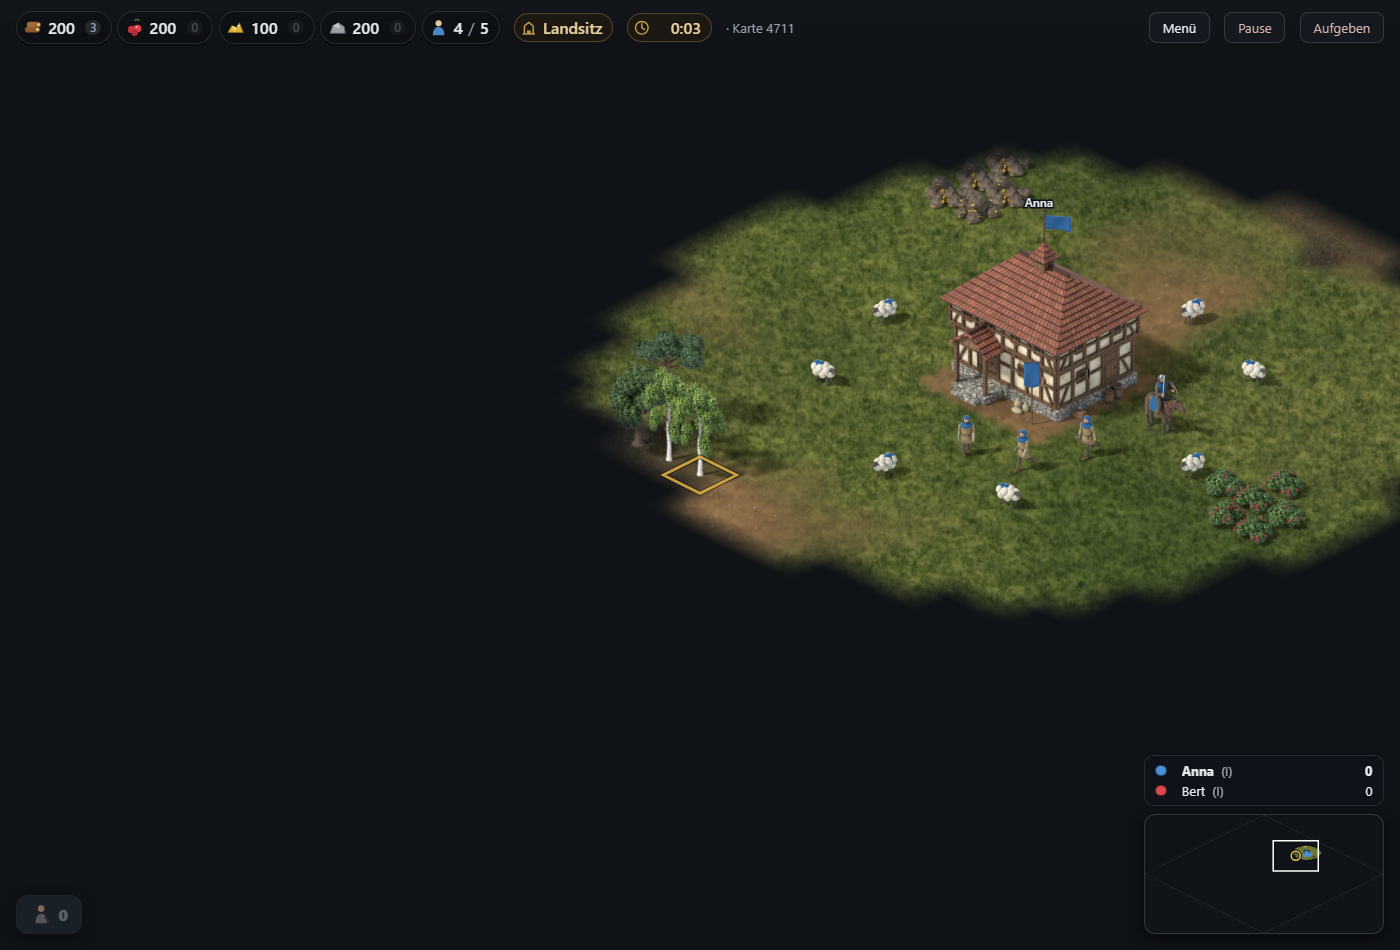 200 3 200 0 100 0 200 0 4 / 5 Landsitz 0:03 · Karte 4711 Menü Pause Aufgeben
Anna
Anna (I) 0
Bert (I) 0
0